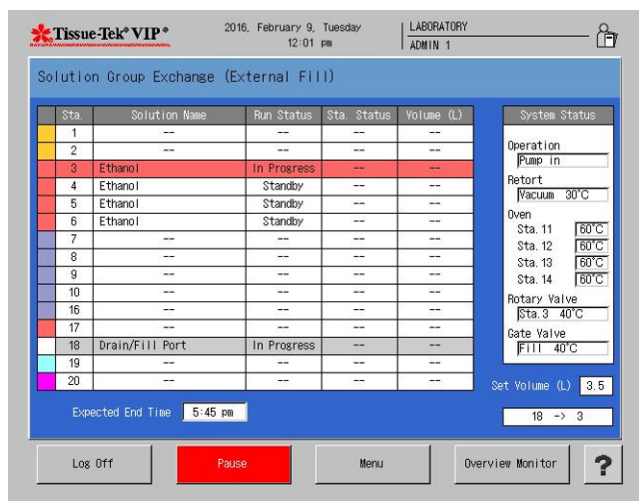 Tissue-Tek® VIP®
SAKURA
2016, February 9, Tuesday
12:01 pm
LABORATORY
ADMIN 1
Solution Group Exchange (External Fill)
Sta. Solution Name Run Status Sta. Status Volume (L)
1 -- -- -- --
2 -- -- -- --
3 Ethanol In Progress -- --
4 Ethanol Standby -- --
5 Ethanol Standby -- --
6 Ethanol Standby -- --
7 -- -- -- --
8 -- -- -- --
9 -- -- -- --
10 -- -- -- --
16 -- -- -- --
17 -- -- -- --
18 Drain/Fill Port In Progress -- --
19 -- -- -- --
20 -- -- -- --
Expected End Time 5:45 pm
System Status
Operation
Pump in
Retort
Vacuum 30°C
Oven
Sta. 11 60°C
Sta. 12 60°C
Sta. 13 60°C
Sta. 14 60°C
Rotary Valve
Sta. 3 40°C
Gate Valve
Fill 40°C
Set Volume (L) 3.5
18 -> 3
Log Off
Pause
Menu
Overview Monitor
?